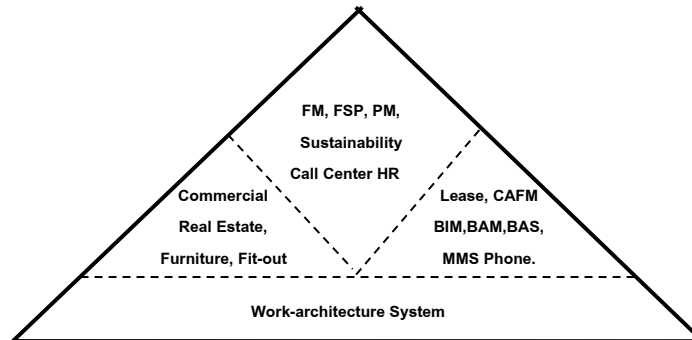 FM, FSP, PM,
Sustainability
Call Center HR
Commercial
Real Estate,
Furniture, Fit-out
Lease, CAFM
BIM,BAM,BAS,
MMS Phone.
Work-architecture System